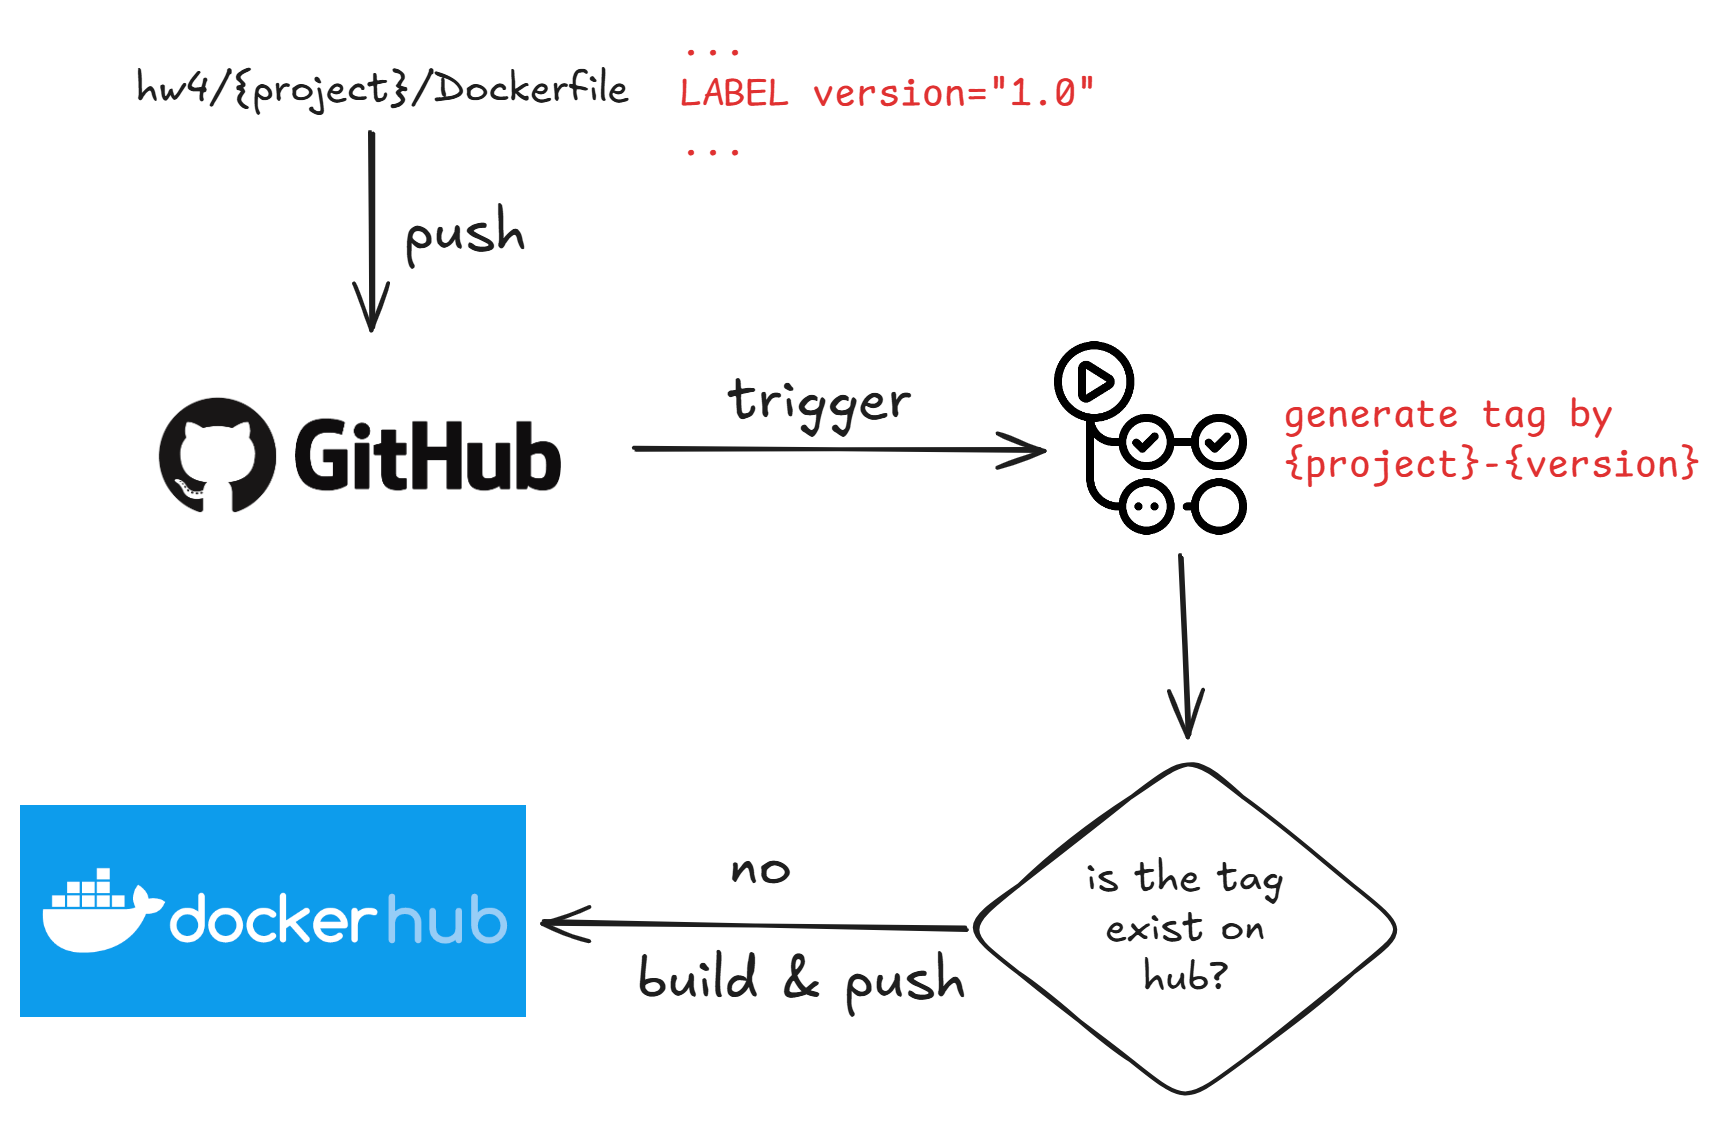 ...
hw4/{project}/Dockerfile LABEL version="1.0"
...
push
GitHub
trigger
generate tag by
{project}-{version}
is the tag
exist on
hub?
no
build & push
docker hub